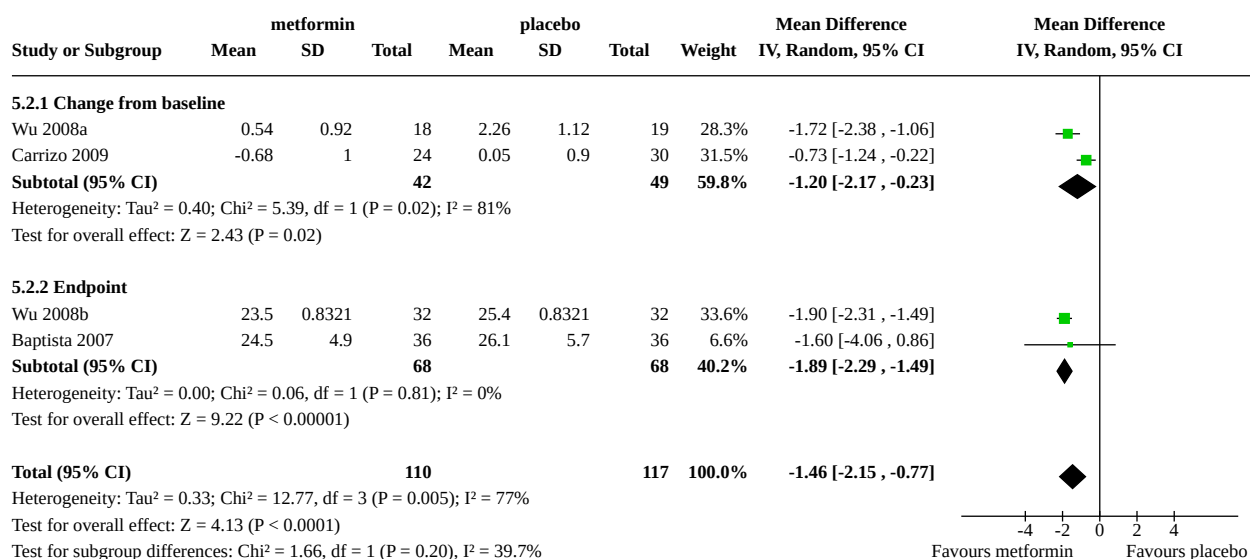 metformin placebo Mean Difference Mean Difference
Study or Subgroup Mean SD Total Mean SD Total Weight IV, Random, 95% CI IV, Random, 95% CI
5.2.1 Change from baseline
Wu 2008a 0.54 0.92 18 2.26 1.12 19 28.3% -1.72 [-2.38 , -1.06]
Carrizo 2009 -0.68 1 24 0.05 0.9 30 31.5% -0.73 [-1.24 , -0.22]
Subtotal (95% CI) 42 49 59.8% -1.20 [-2.17 , -0.23]
Heterogeneity: Tau² = 0.40; Chi² = 5.39, df = 1 (P = 0.02); I² = 81%
Test for overall effect: Z = 2.43 (P = 0.02)
5.2.2 Endpoint
Wu 2008b 23.5 0.8321 32 25.4 0.8321 32 33.6% -1.90 [-2.31 , -1.49]
Baptista 2007 24.5 4.9 36 26.1 5.7 36 6.6% -1.60 [-4.06 , 0.86]
Subtotal (95% CI) 68 68 40.2% -1.89 [-2.29 , -1.49]
Heterogeneity: Tau² = 0.00; Chi² = 0.06, df = 1 (P = 0.81); I² = 0%
Test for overall effect: Z = 9.22 (P < 0.00001)
Total (95% CI) 110 117 100.0% -1.46 [-2.15 , -0.77]
Heterogeneity: Tau² = 0.33; Chi² = 12.77, df = 3 (P = 0.005); I² = 77%
Test for overall effect: Z = 4.13 (P < 0.0001)
-4 -2 0 2 4
Test for subgroup differences: Chi² = 1.66, df = 1 (P = 0.20), I² = 39.7%
Favours metformin Favours placebo